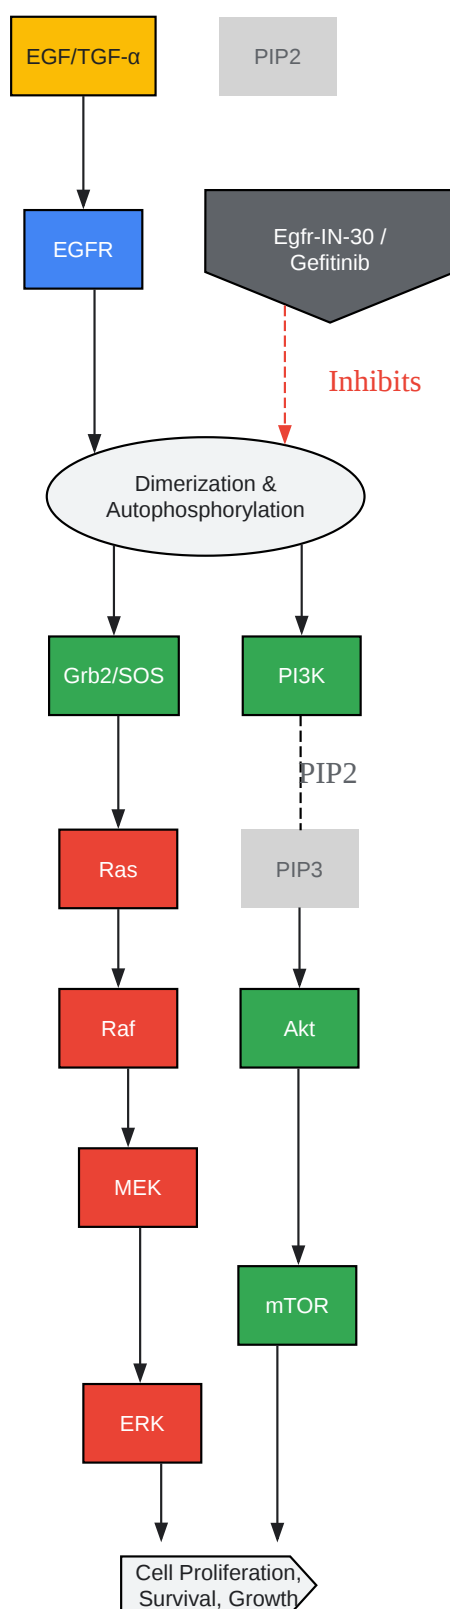 EGF/TGF-α
PIP2
EGFR
Egfr-IN-30 /
Gefitinib
Inhibits
Dimerization &
Autophosphorylation
Grb2/SOS
PI3K
PIP2
Ras
PIP3
Raf
Akt
MEK
mTOR
ERK
Cell Proliferation,
Survival, Growth